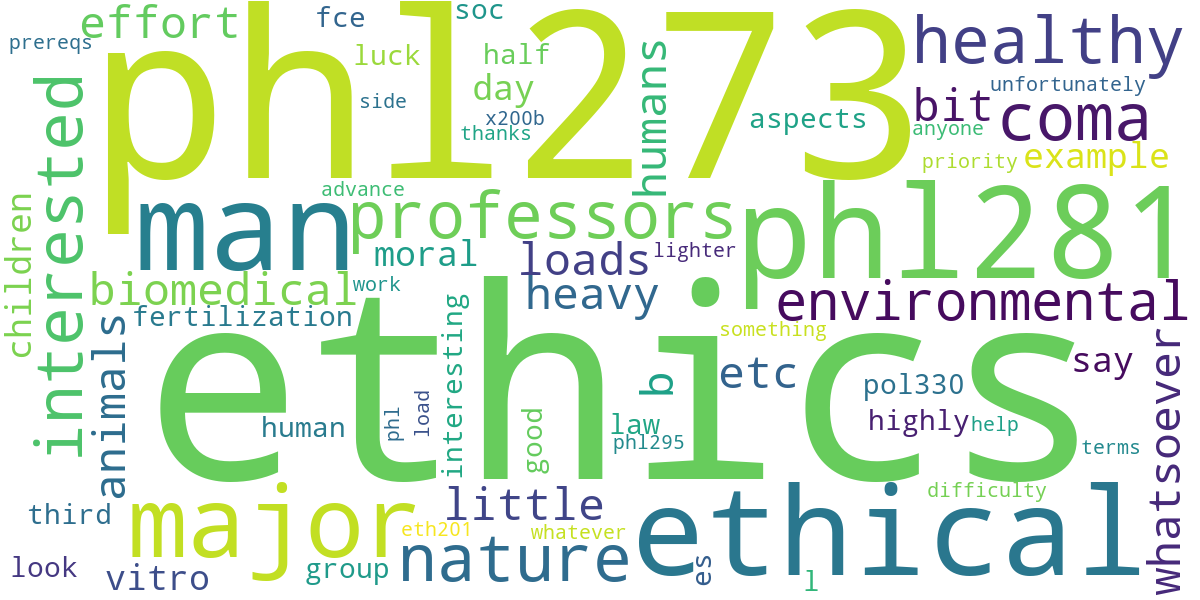 prereqs
effort
phl273
fce
soc
luck
half
side
day
x200b
thanks
humans
aspects
healthy
unfortunately
bit
coma
anyone
priority
example
interested
children
man
advance
professors
moral
loads
lighter
phl281
biomedical
work
heavy
environmental
fertilization
animals
ethics
interesting
something
etc
say
whatsoever
human
phl
load
good
b
law
phl295
pol330
highly
help
terms
third
major
eth201
little
whatever
difficulty
look
vitro
group
nature
es
ethical
l